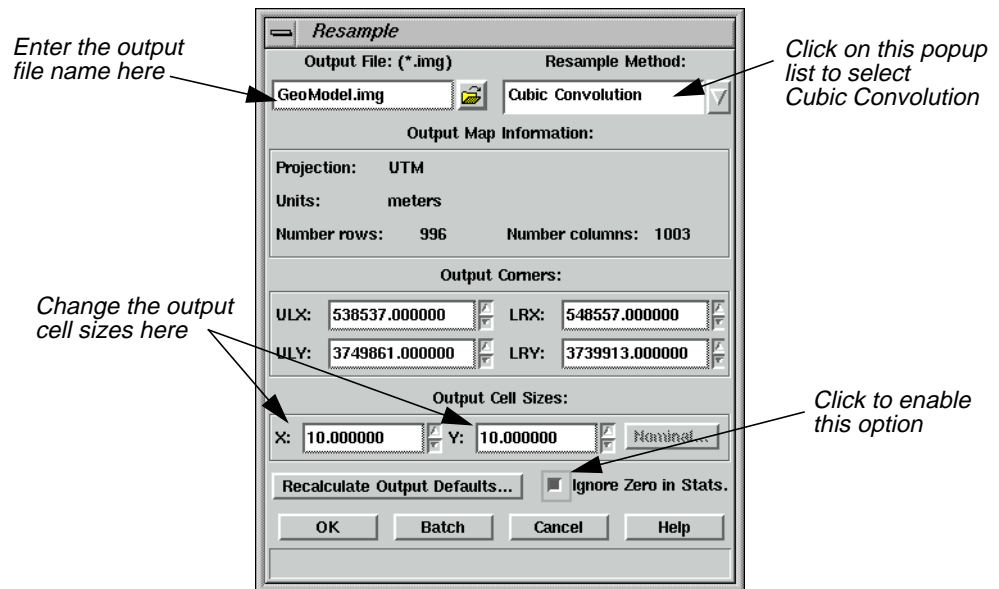 Resample
Enter the output
file name here
Output File: (*.img)
Resample Method:
Click on this popup
list to select
Cubic Convolution
GeoModel.img
Cubic Convolution
Output Map Information:
Projection: UTM
Units: meters
Number rows: 996 Number columns: 1003
Output Corners:
Change the output
cell sizes here
ULX: 538537.000000 LRX: 548557.000000
ULY: 3749861.000000 LRY: 3739913.000000
Output Cell Sizes:
Click to enable
this option
X: 10.000000 Y: 10.000000 Nominal...
Recalculate Output Defaults... Ignore Zero in Stats.
OK Batch Cancel Help